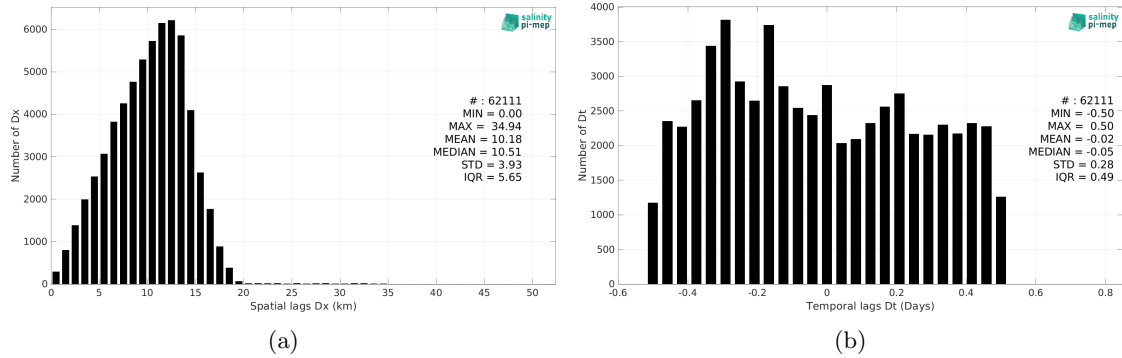 6000
5000
4000
3000
2000
1000
0
Number of Dx
0 5 10 15 20 25 30 35 40 45 50
Spatial lags Dx (km)
salinity
pi-mep
# : 62111
MIN = 0.00
MAX = 34.94
MEAN = 10.18
MEDIAN = 10.51
STD = 3.93
IQR = 5.65
(a)
4000
3500
3000
2500
2000
1500
1000
500
0
Number of Dt
-0.6 -0.4 -0.2 0 0.2 0.4 0.6 0.8
Temporal lags Dt (Days)
salinity
pi-mep
# : 62111
MIN = -0.50
MAX = 0.50
MEAN = -0.02
MEDIAN = -0.05
STD = 0.28
IQR = 0.49
(b)